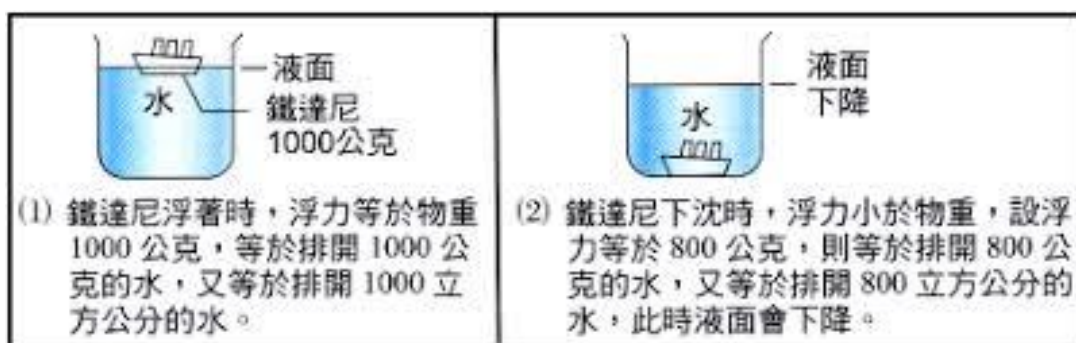 液面
水
鐵達尼
1000公克
(1) 鐵達尼浮著時，浮力等於物重
1000 公克，等於排開 1000 公
克的水，又等於排開 1000 立
方公分的水。
液面
下降
水
(2) 鐵達尼下沈時，浮力小於物重，設浮
力等於 800 公克，則等於排開 800 公
克的水，又等於排開 800 立方公分的
水，此時液面會下降。